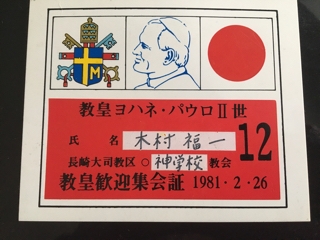 教皇ヨハネ・パウロⅡ世
氏 名 木村福一 12
長崎大司教区 ○ 神学校 教会
教皇歓迎集会証 1981・2・26